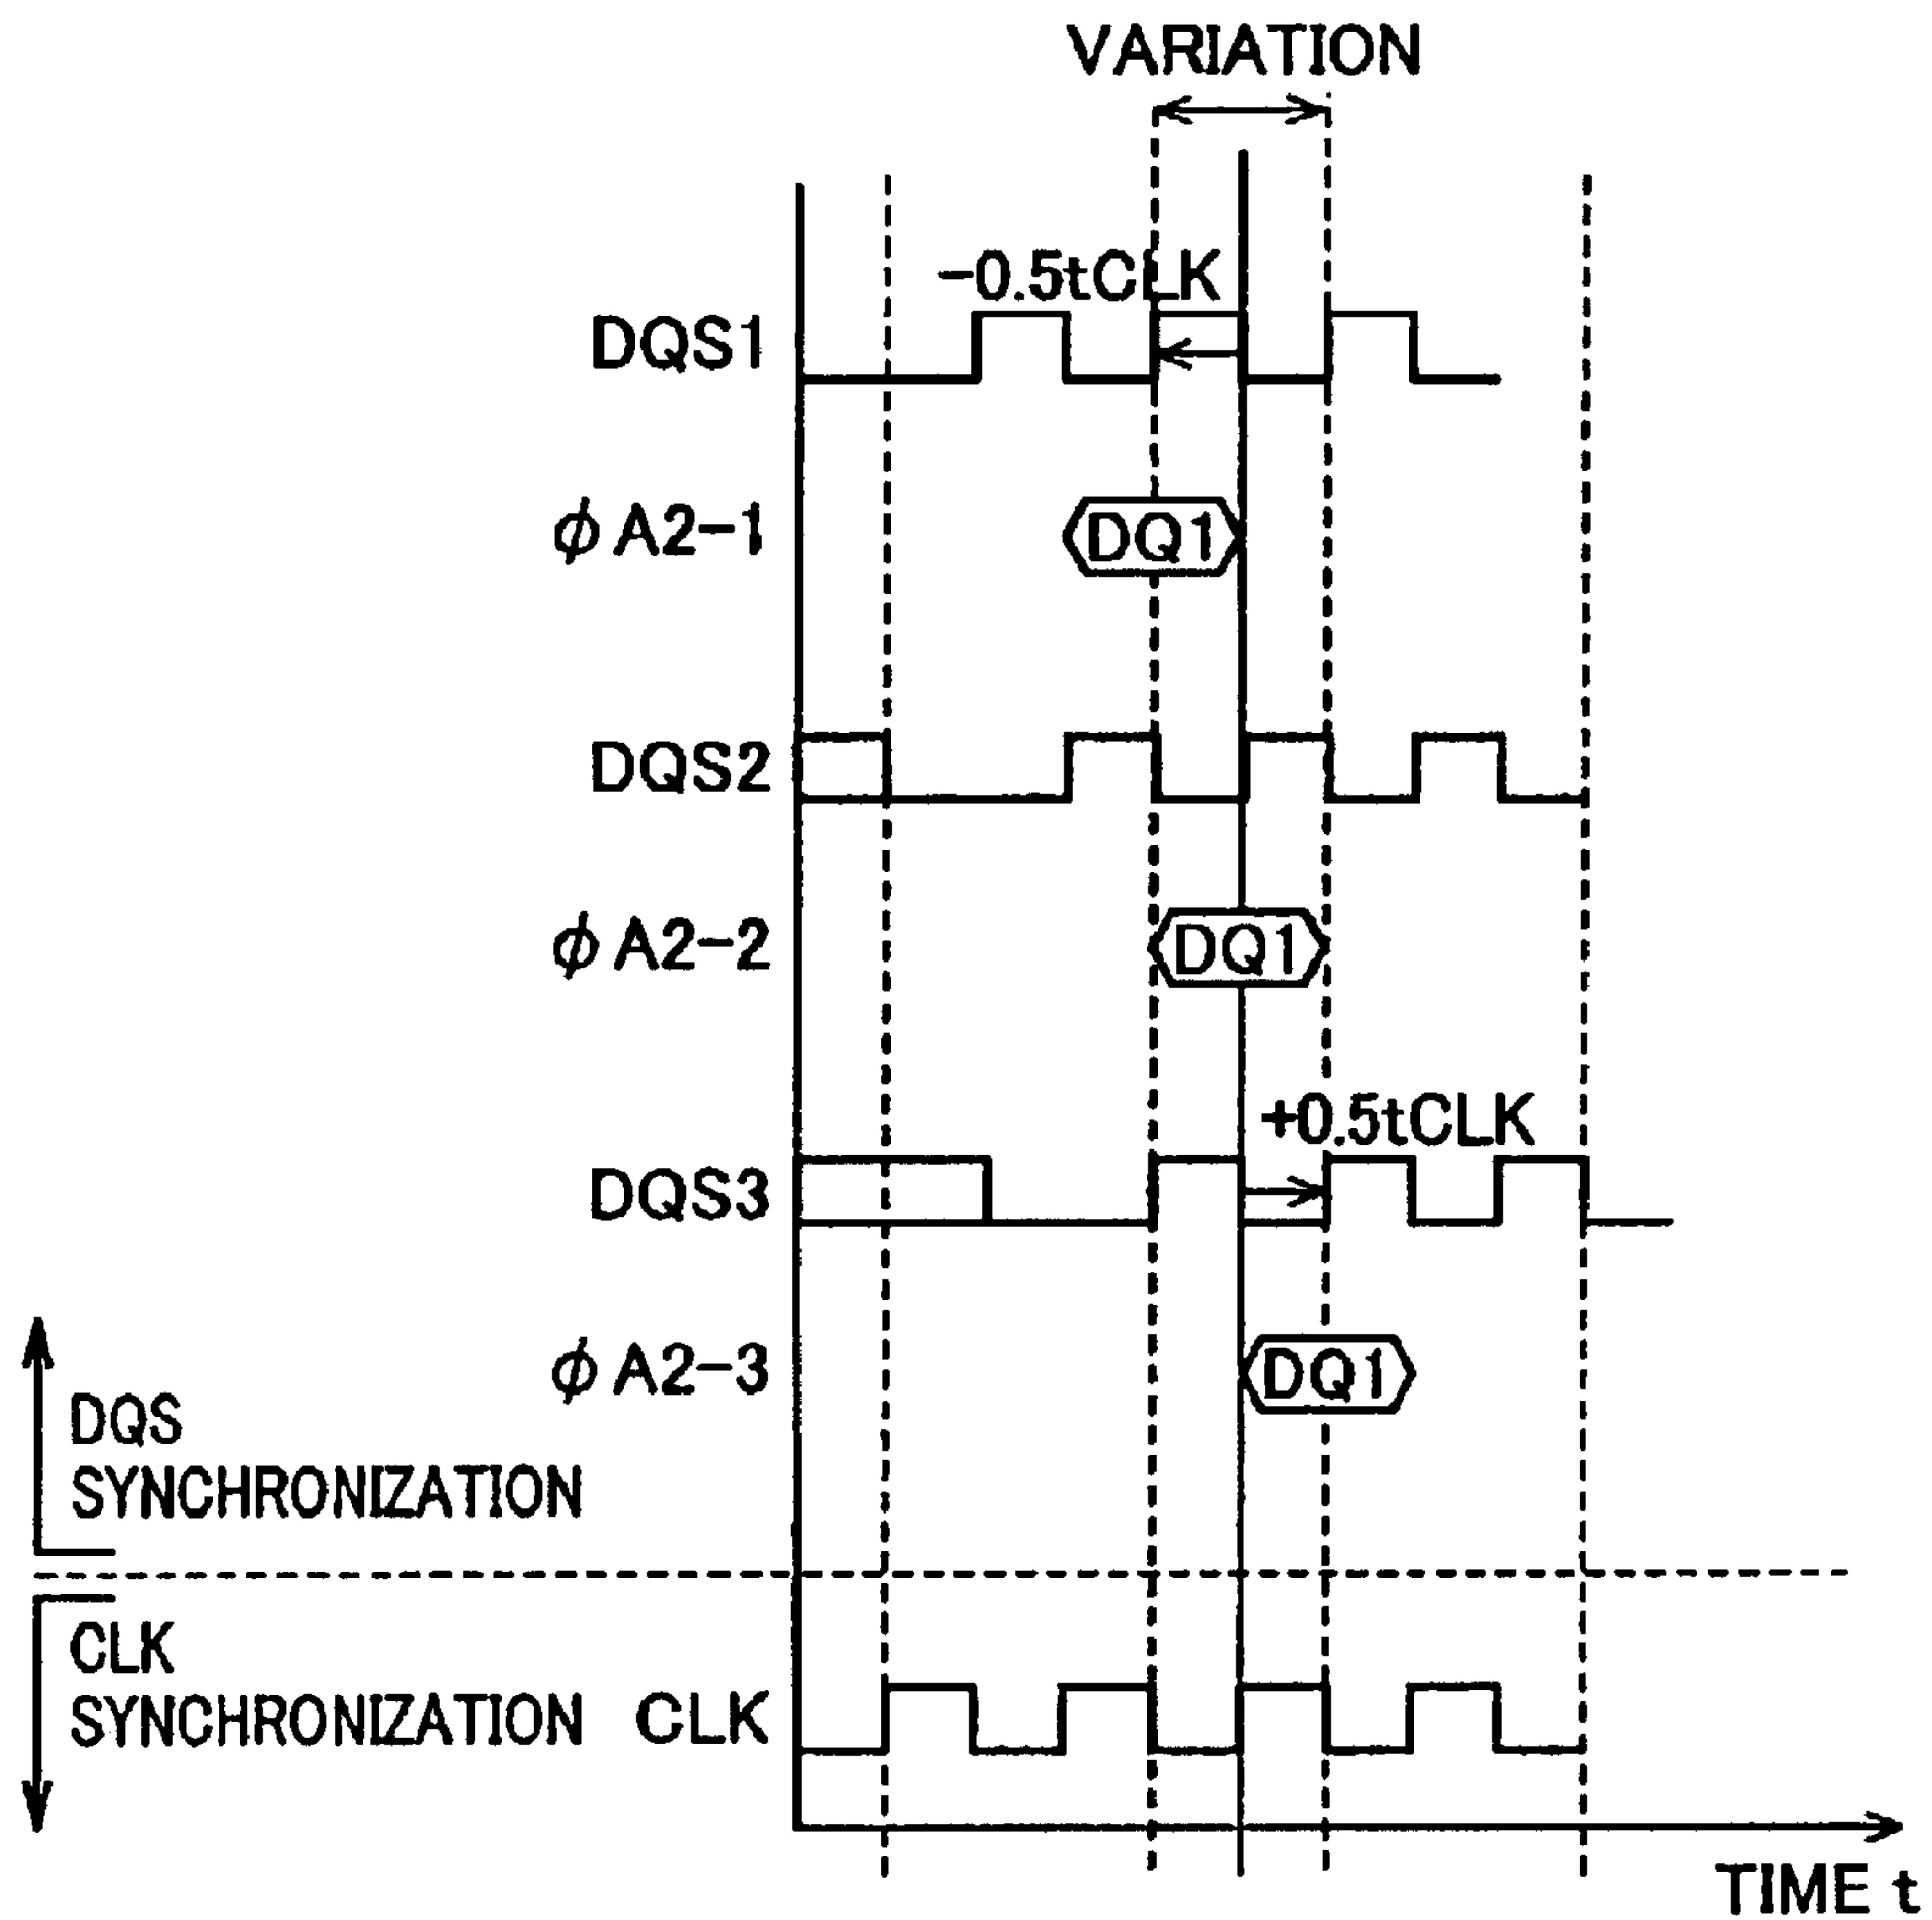 VARIATION
-0.5tCLK
DQS1
ϕA2-1
DQ1
DQS2
ϕA2-2
DQ1
+0.5tCLK
DQS3
ϕA2-3
DQ1
DQS
SYNCHRONIZATION
CLK
SYNCHRONIZATION
CLK
TIME t